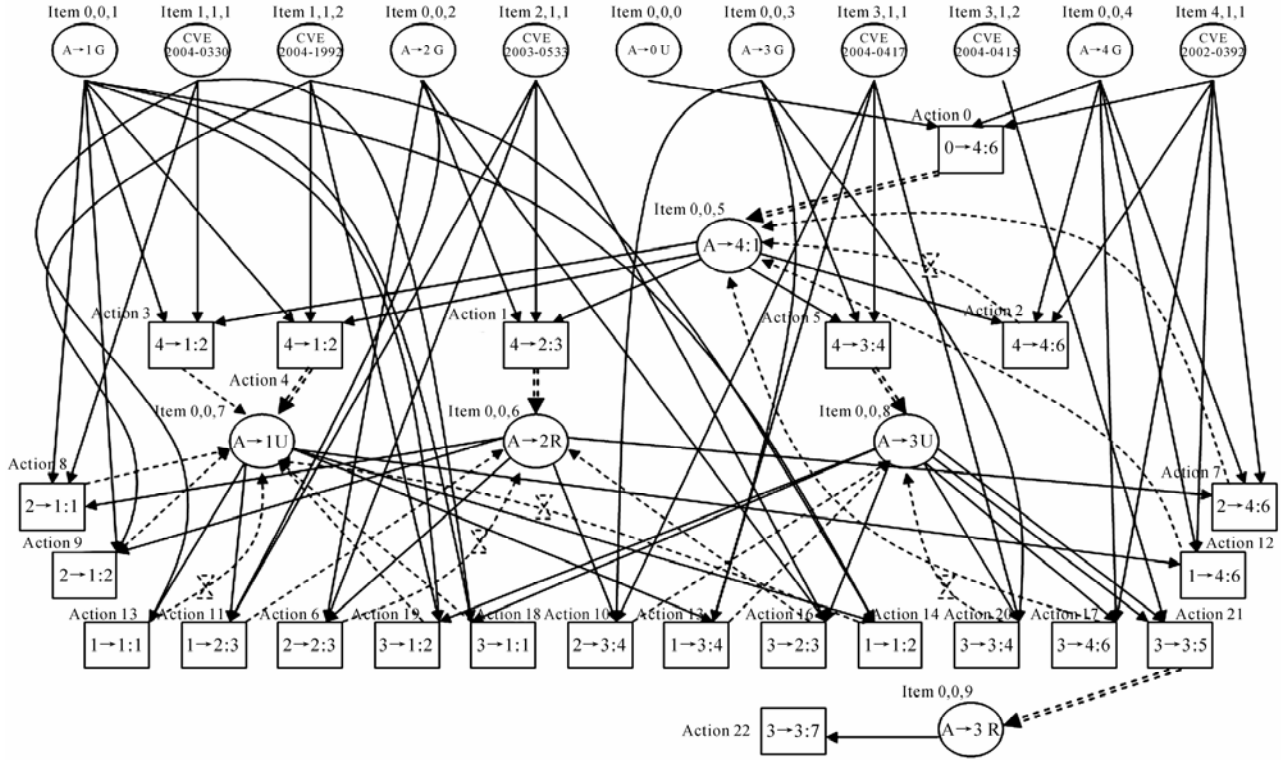 Item 0,0,1 Item 1,1,1 Item 1,1,2 Item 0,0,2 Item 2,1,1 Item 0,0,0 Item 0,0,3 Item 3,1,1 Item 3,1,2 Item 0,0,4 Item 4,1,1
A→1 G
CVE
2004-0330
CVE
2004-1992
A→2 G
CVE
2003-0533
A→0 U
A→3 G
CVE
2004-0417
CVE
2004-0415
A→4 G
CVE
2002-0392
Action 0
0→4:6
Item 0,0,5
A→4:1
Action 3
4→1:2
4→1:2
Action 1
4→2:3
Action 5
4→3:4
Action 2
4→4:6
Action 4
Item 0,0,7
A→1U
Item 0,0,6
A→2R
Item 0,0,8
A→3U
Action 8
2→1:1
Action 7
2→4:6
Action 9
2→1:2
Action 12
1→4:6
Action 13 Action 11 Action 6 Action 19 Action 18 Action 10 Action 15 Action 16 Action 14 Action 20 Action 17 Action 21
1→1:1 1→2:3 2→2:3 3→1:2 3→1:1 2→3:4 1→3:4 3→2:3 1→1:2 3→3:4 3→4:6 3→3:5
Item 0,0,9
Action 22
3→3:7
A→3 R